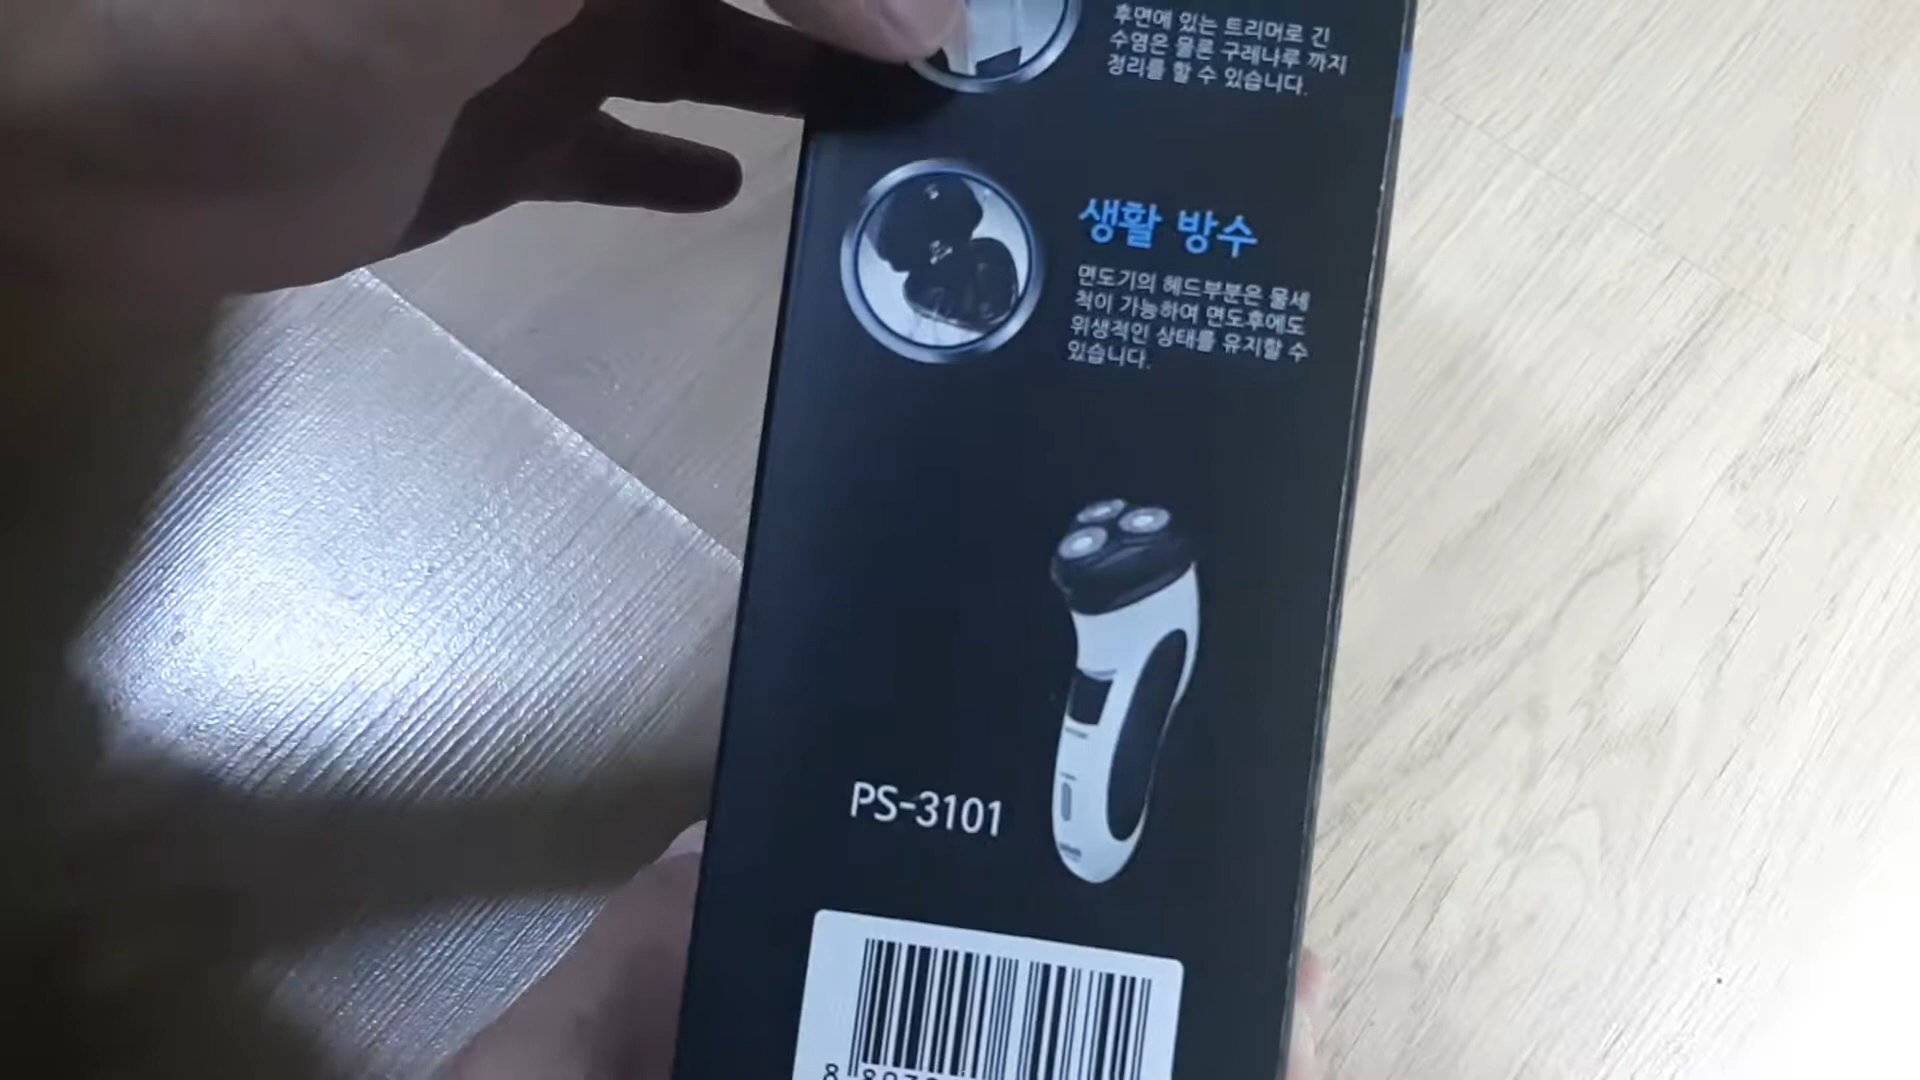 후면에 있는 트리머로 긴
수염은 물론 구레나루 까지
정리를 할 수 있습니다.
생활 방수
면도기의 헤드부분은 물세
척이 가능하여 면도후에도
위생적인 상태를 유지할 수
있습니다.
PS-3101